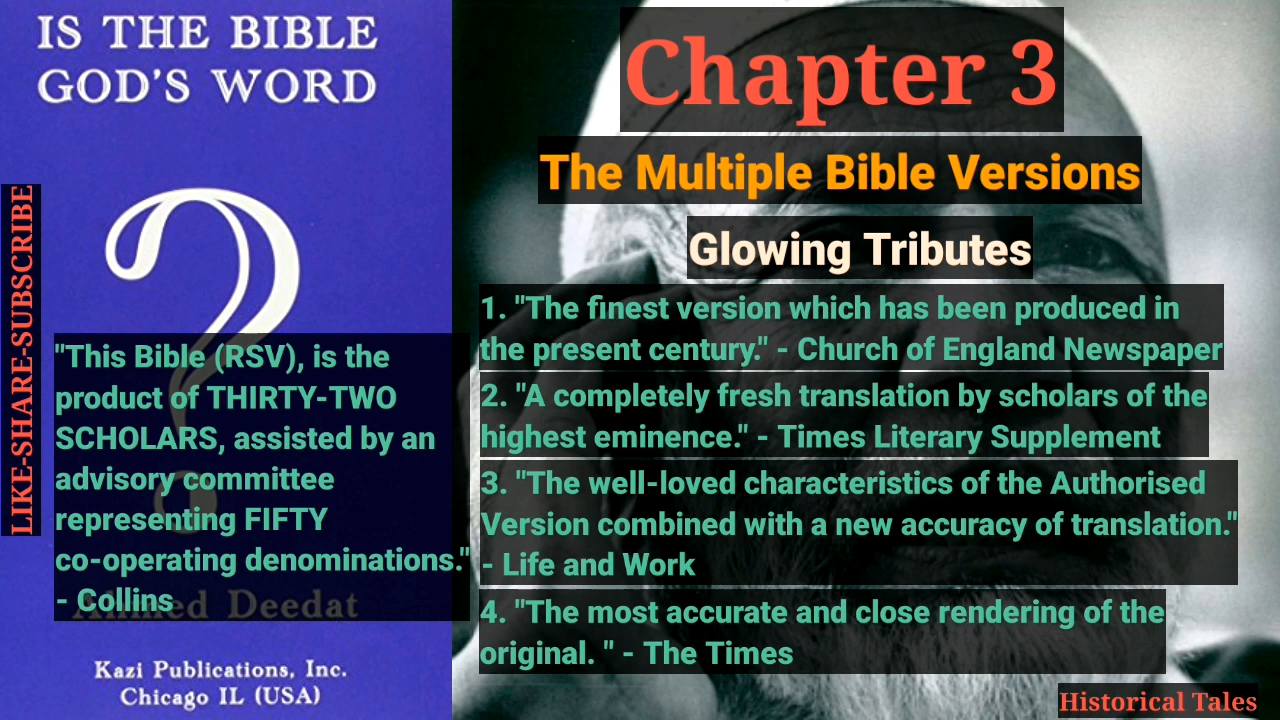 IS THE BIBLE
GOD'S WORD
?
LIKE-SHARE-SUBSCRIBE
"This Bible (RSV), is the
product of THIRTY-TWO
SCHOLARS, assisted by an
advisory committee
representing FIFTY
co-operating denominations."
- Collins
Ahmed Deedat
Kazi Publications, Inc.
Chicago IL (USA)
Chapter 3
The Multiple Bible Versions
Glowing Tributes
1. "The finest version which has been produced in
the present century." - Church of England Newspaper
2. "A completely fresh translation by scholars of the
highest eminence." - Times Literary Supplement
3. "The well-loved characteristics of the Authorised
Version combined with a new accuracy of translation."
- Life and Work
4. "The most accurate and close rendering of the
original. " - The Times
Historical Tales